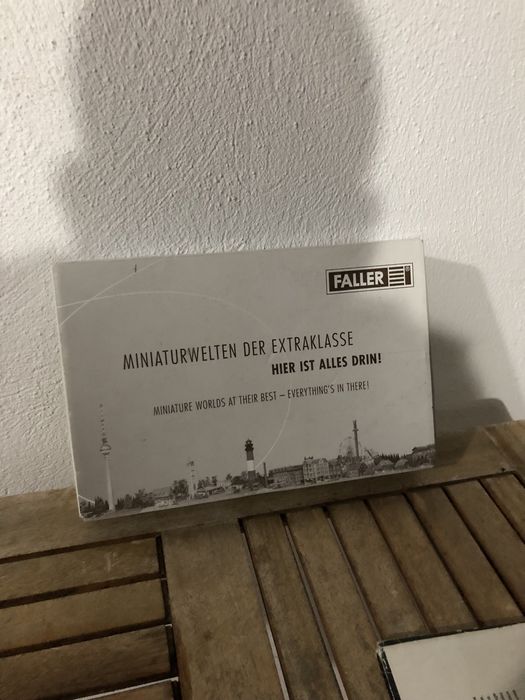 FALLER
MINIATURWELTEN DER EXTRAKLASSE
HIER IST ALLES DRIN!
MINIATURE WORLDS AT THEIR BEST – EVERYTHING'S IN THERE!